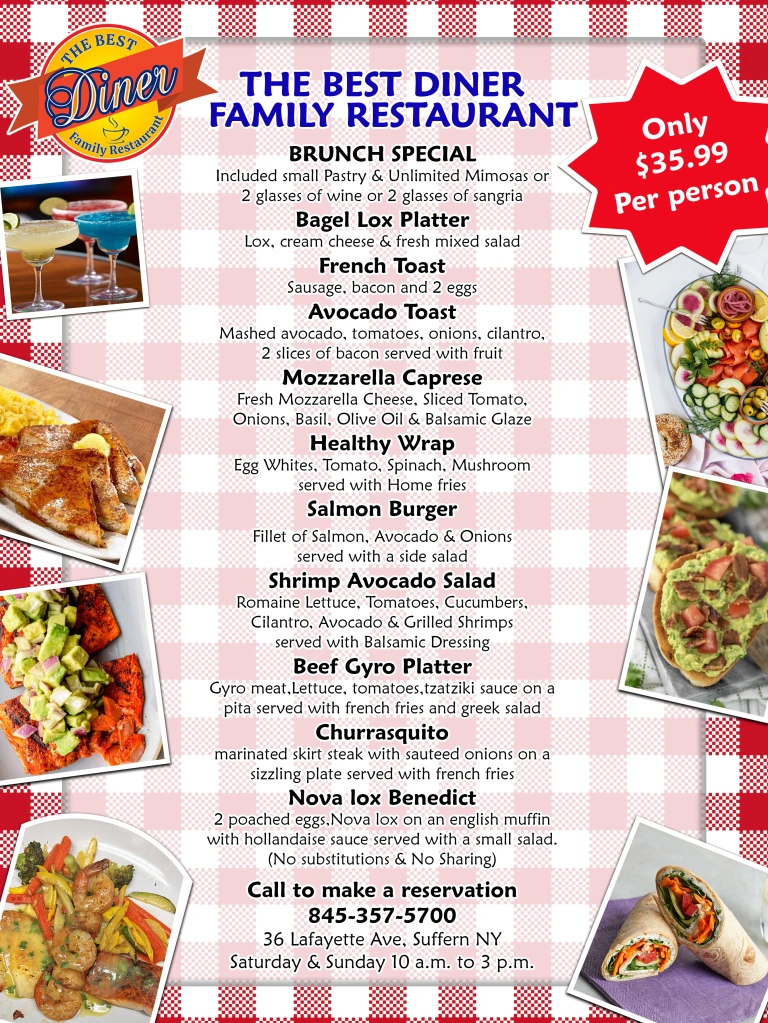 THE BEST
Diner
Family Restaurant
THE BEST DINER
FAMILY RESTAURANT
Only
$35.99
Per person
BRUNCH SPECIAL
Included small Pastry & Unlimited Mimosas or
2 glasses of wine or 2 glasses of sangria
Bagel Lox Platter
Lox, cream cheese & fresh mixed salad
French Toast
Sausage, bacon and 2 eggs
Avocado Toast
Mashed avocado, tomatoes, onions, cilantro,
2 slices of bacon served with fruit
Mozzarella Caprese
Fresh Mozzarella Cheese, Sliced Tomato,
Onions, Basil, Olive Oil & Balsamic Glaze
Healthy Wrap
Egg Whites, Tomato, Spinach, Mushroom
served with Home fries
Salmon Burger
Fillet of Salmon, Avocado & Onions
served with a side salad
Shrimp Avocado Salad
Romaine Lettuce, Tomatoes, Cucumbers,
Cilantro, Avocado & Grilled Shrimps
served with Balsamic Dressing
Beef Gyro Platter
Gyro meat,Lettuce, tomatoes,tzatziki sauce on a
pita served with french fries and greek salad
Churrasquito
marinated skirt steak with sauteed onions on a
sizzling plate served with french fries
Nova lox Benedict
2 poached eggs,Nova lox on an english muffin
with hollandaise sauce served with a small salad.
(No substitutions & No Sharing)
Call to make a reservation
845-357-5700
36 Lafayette Ave, Suffern NY
Saturday & Sunday 10 a.m. to 3 p.m.